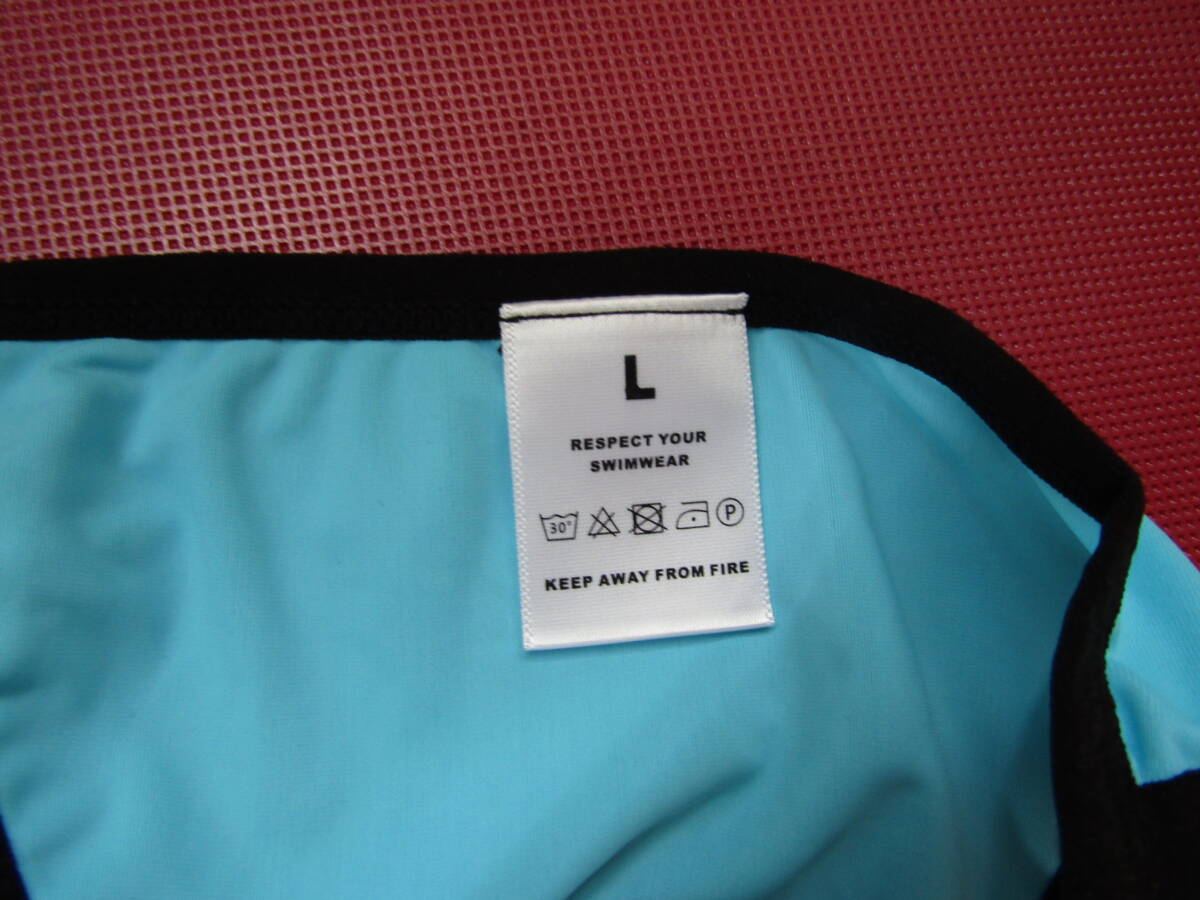 L
RESPECT YOUR
SWIMWEAR
30° P
KEEP AWAY FROM FIRE